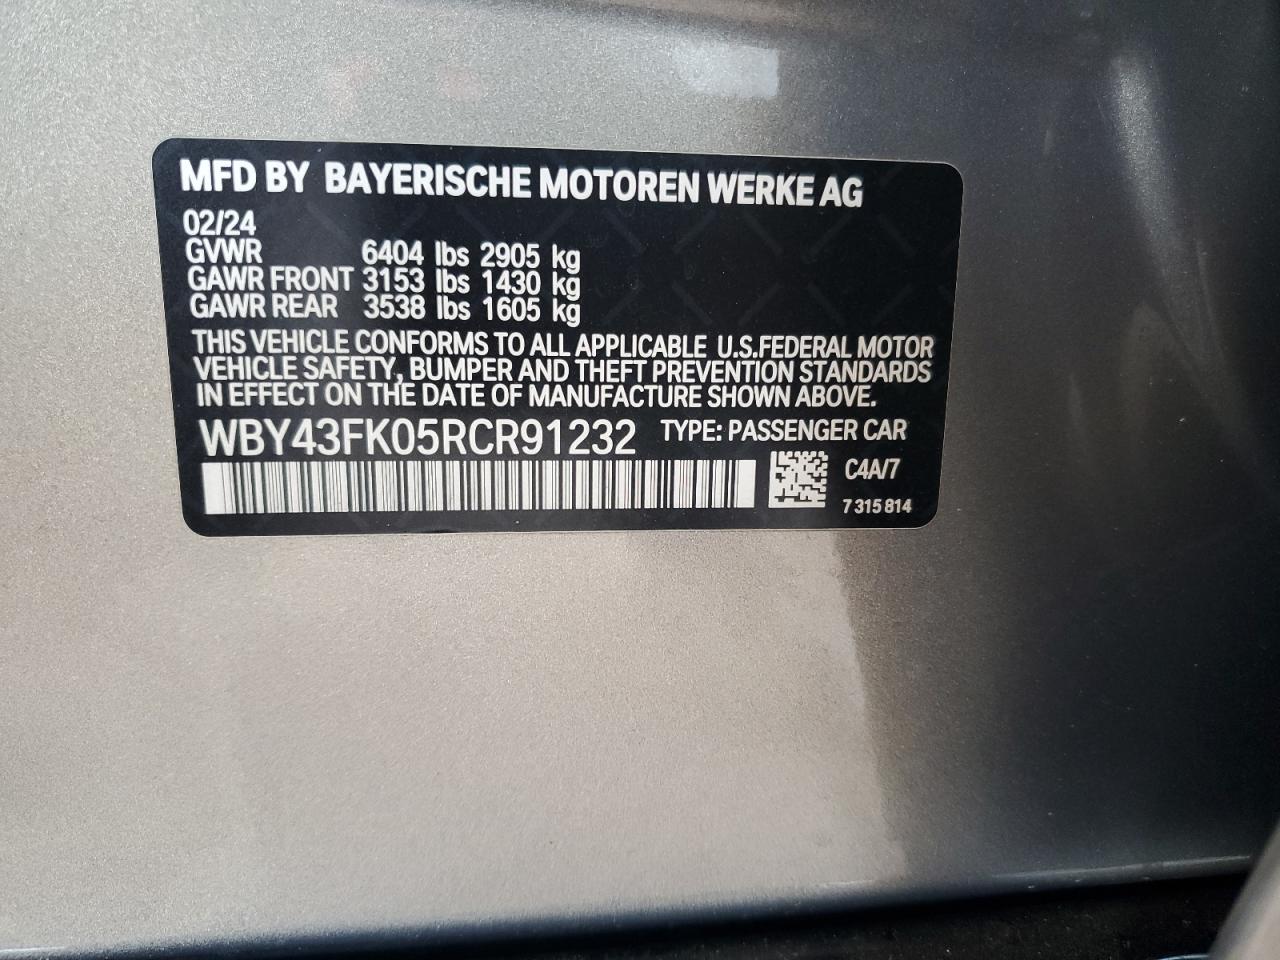 MFD BY BAYERISCHE MOTOREN WERKE AG
02/24
GVWR 6404 lbs 2905 kg
GAWR FRONT 3153 lbs 1430 kg
GAWR REAR 3538 lbs 1605 kg
THIS VEHICLE CONFORMS TO ALL APPLICABLE U.S.FEDERAL MOTOR
VEHICLE SAFETY, BUMPER AND THEFT PREVENTION STANDARDS
IN EFFECT ON THE DATE OF MANUFACTURE SHOWN ABOVE.
WBY43FK05RCR91232 TYPE: PASSENGER CAR
C4A/7
7 315 814